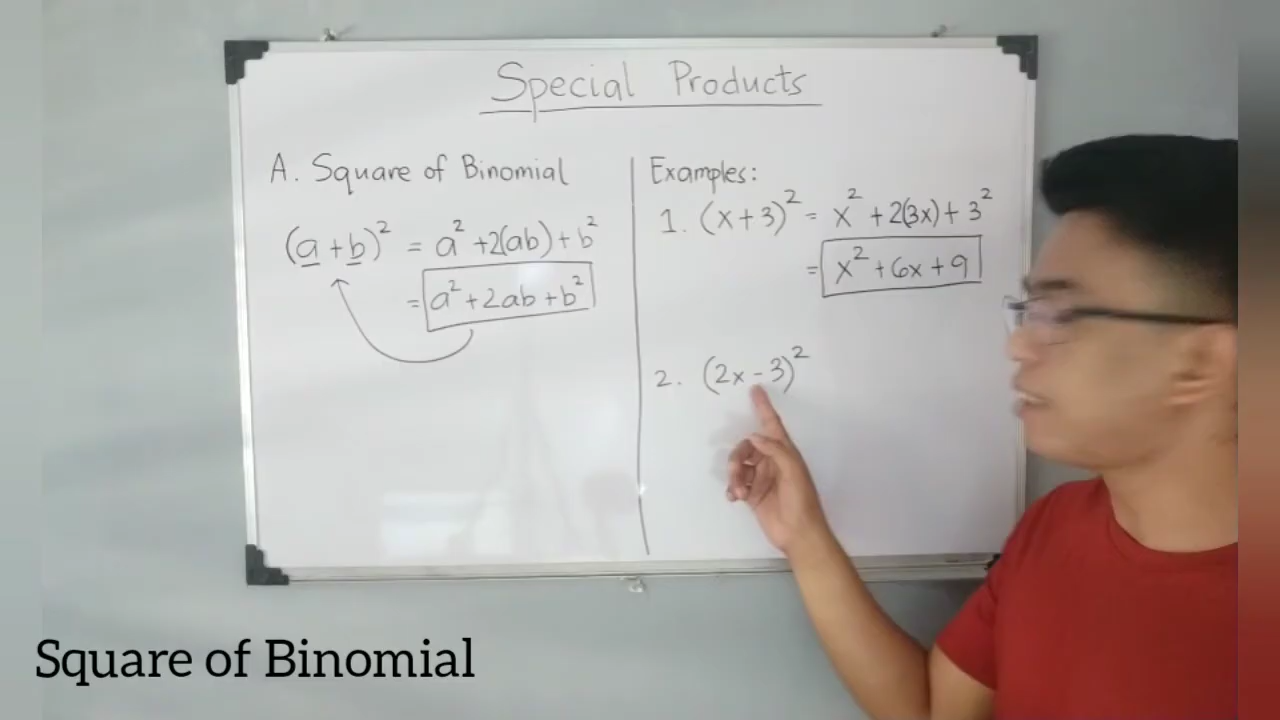 Special Products
A. Square of Binomial
(a + b)² = a² + 2(ab) + b²
= a² + 2ab + b²
Examples:
1. (x + 3)² = x² + 2(3x) + 3²
= x² + 6x + 9
2. (2x - 3)²
Square of Binomial